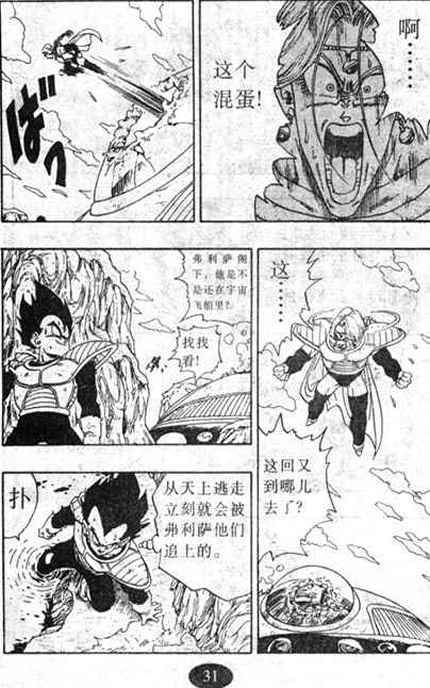 啊……
这个
混蛋!
ばっ
这……
这回又
到哪儿
去了?
弗利萨阁
下，他是不
是还在宇宙
飞船里?
找找
看!
从天上逃走
立刻就会被
弗利萨他们
追上的。
扑
31